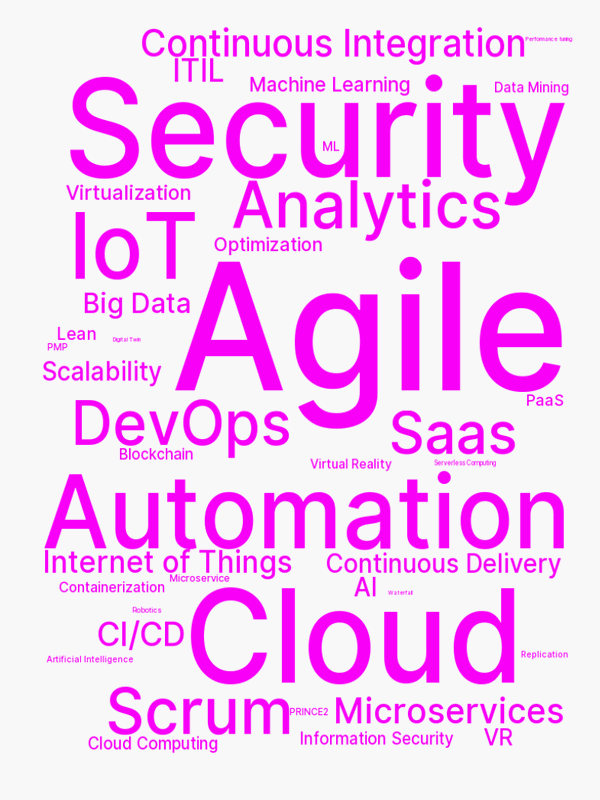 Continuous Integration
Performance tuning
ITIL
Machine Learning
Data Mining
Security
ML
Virtualization
Analytics
IoT
Optimization
Big Data
Agile
Lean
Digital Twin
PMP
Scalability
PaaS
DevOps
Saas
Blockchain
Virtual Reality
Serverless Computing
Automation
Internet of Things
Continuous Delivery
Microservice
Containerization
AI
Waterfall
Cloud
Robotics
CI/CD
Artificial Intelligence
Replication
Scrum
PRINCE2
Microservices
Cloud Computing
Information Security
VR